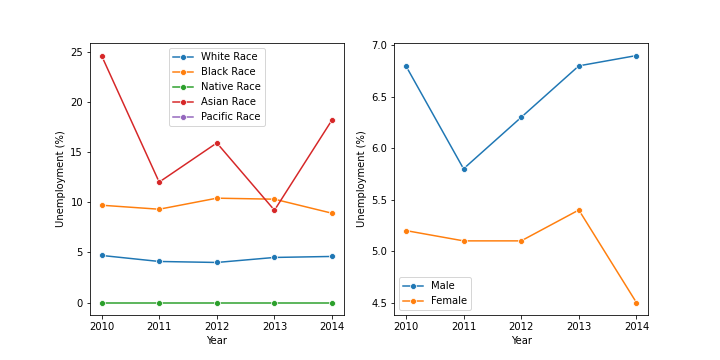 25
20
15
10
5
0
Unemployment (%)
2010 2011 2012 2013 2014
Year
White Race
Black Race
Native Race
Asian Race
Pacific Race
7.0
6.5
6.0
5.5
5.0
4.5
Unemployment (%)
2010 2011 2012 2013 2014
Year
Male
Female